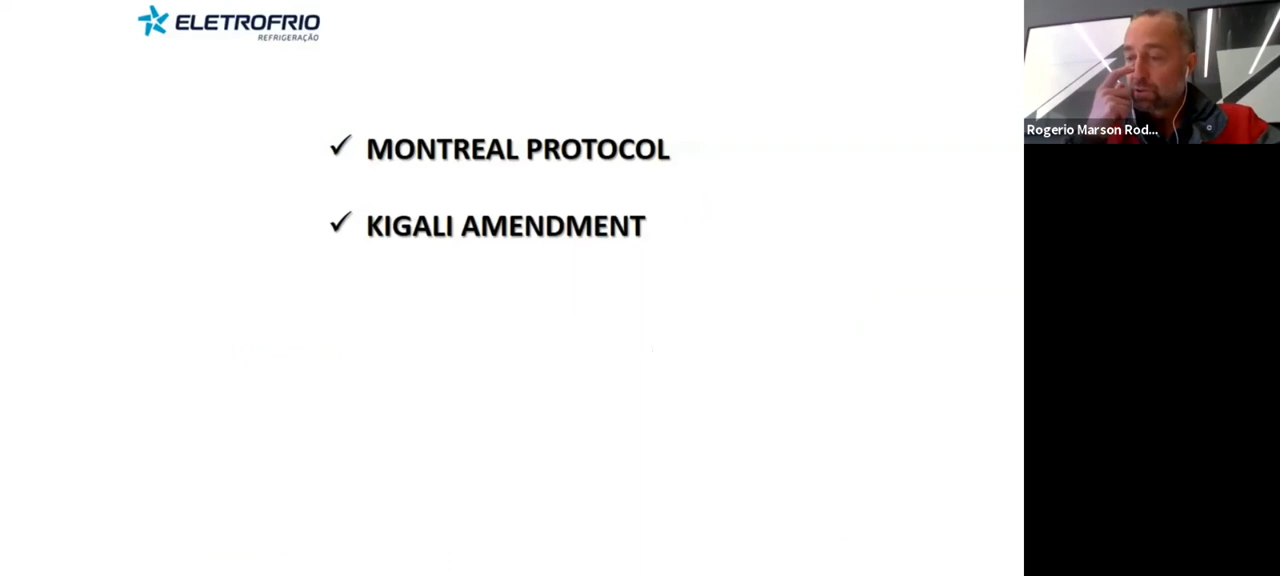 ELETROFRIO
REFRIGERAÇÃO
✓ MONTREAL PROTOCOL
✓ KIGALI AMENDMENT
Rogerio Marson Rod...